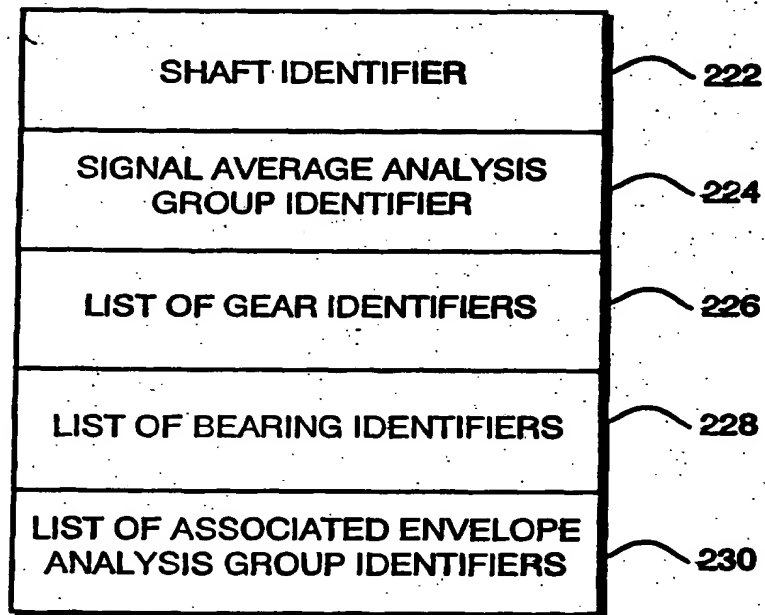 SHAFT IDENTIFIER 222
SIGNAL AVERAGE ANALYSIS
GROUP IDENTIFIER 224
LIST OF GEAR IDENTIFIERS 226
LIST OF BEARING IDENTIFIERS 228
LIST OF ASSOCIATED ENVELOPE
ANALYSIS GROUP IDENTIFIERS 230